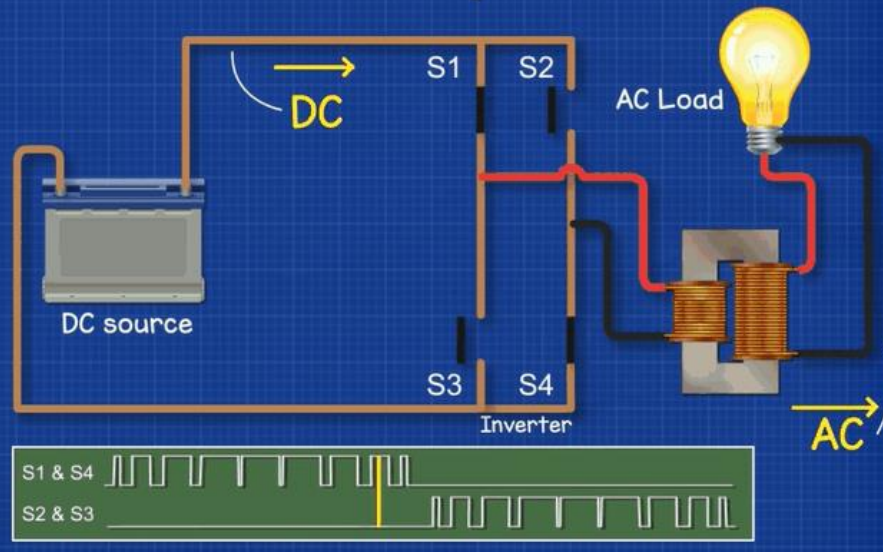 S1
S2
DC
AC Load
DC source
S3
S4
Inverter
AC
S1 & S4
S2 & S3